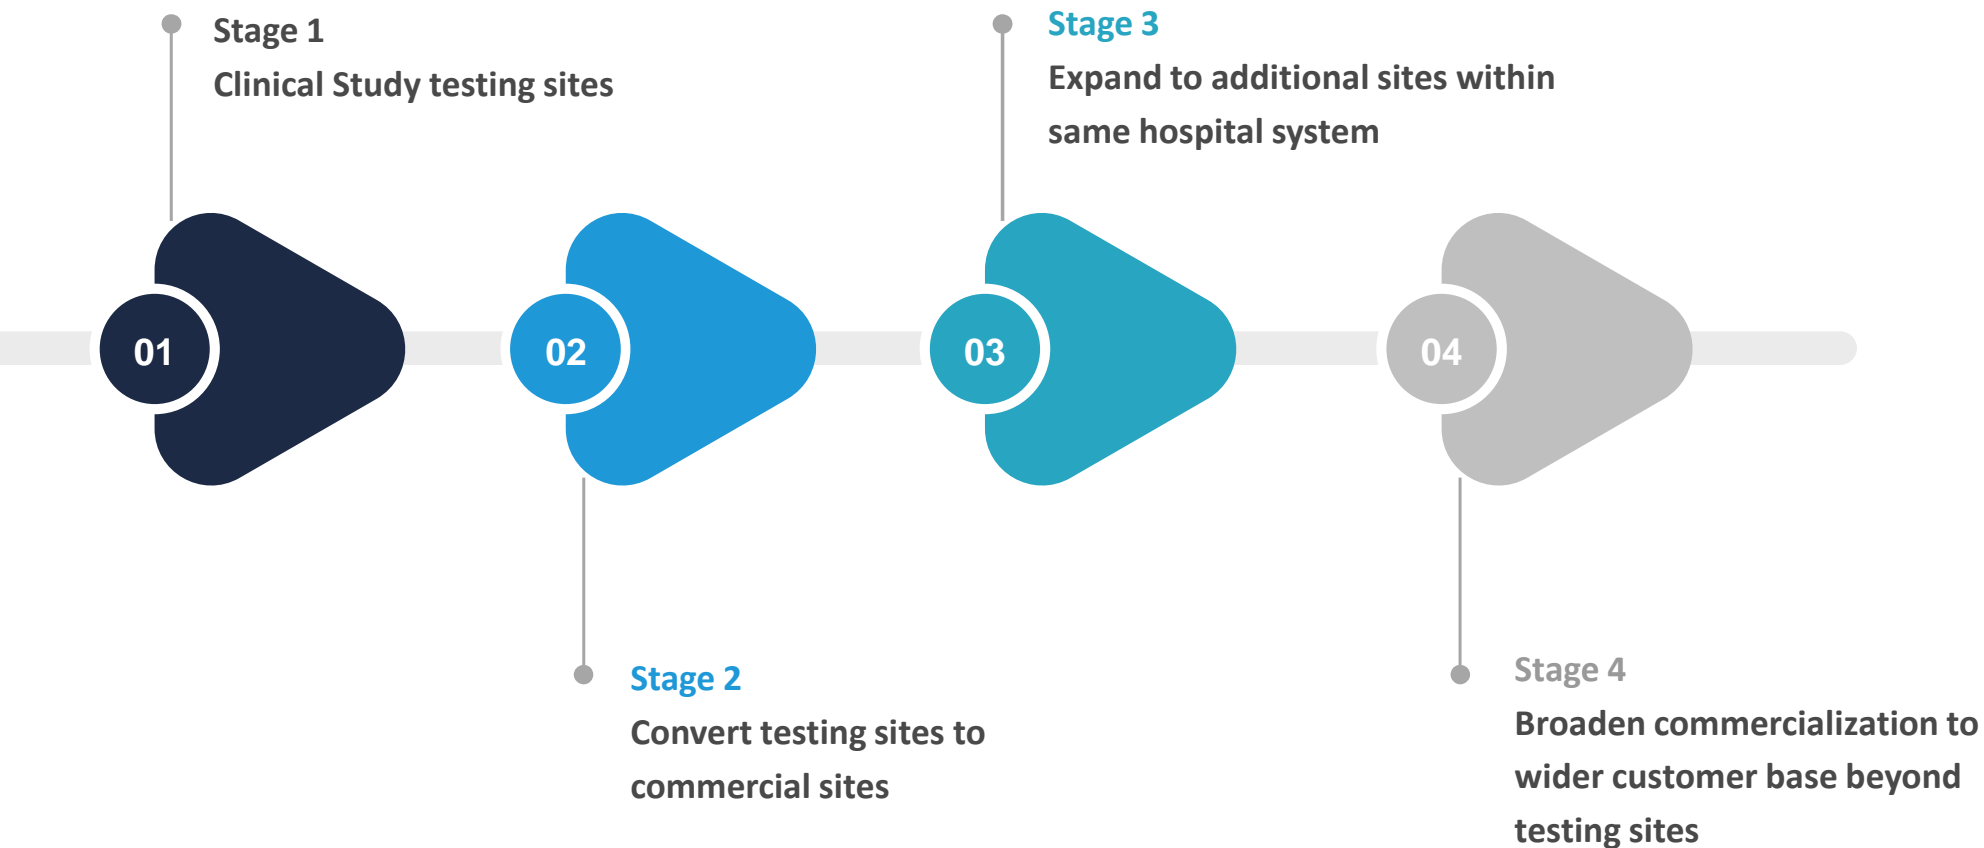 Stage 1
Clinical Study testing sites
Stage 3
Expand to additional sites within
same hospital system
01
02
03
04
Stage 2
Convert testing sites to
commercial sites
Stage 4
Broaden commercialization to
wider customer base beyond
testing sites